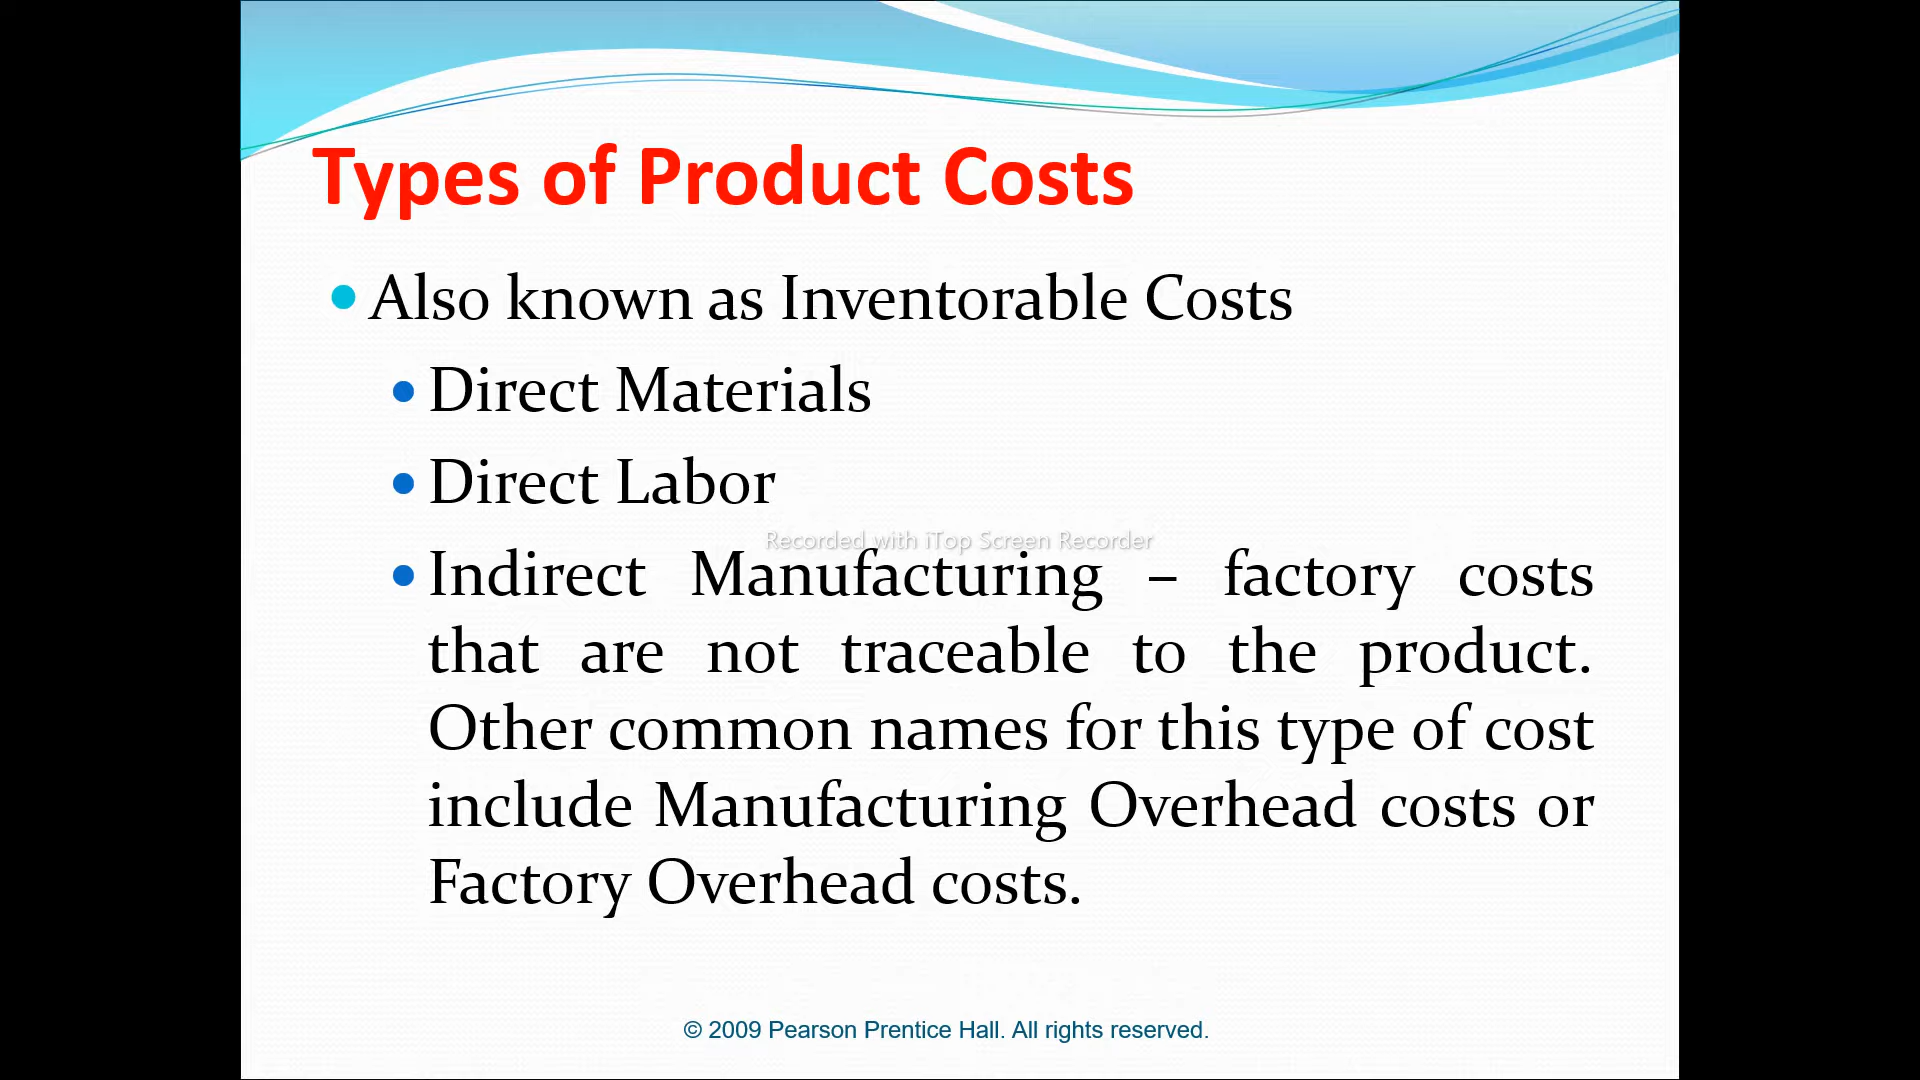 Types of Product Costs
• Also known as Inventorable Costs
• Direct Materials
• Direct Labor
Recorded with iTop Screen Recorder
• Indirect Manufacturing – factory costs
that are not traceable to the product.
Other common names for this type of cost
include Manufacturing Overhead costs or
Factory Overhead costs.
© 2009 Pearson Prentice Hall. All rights reserved.